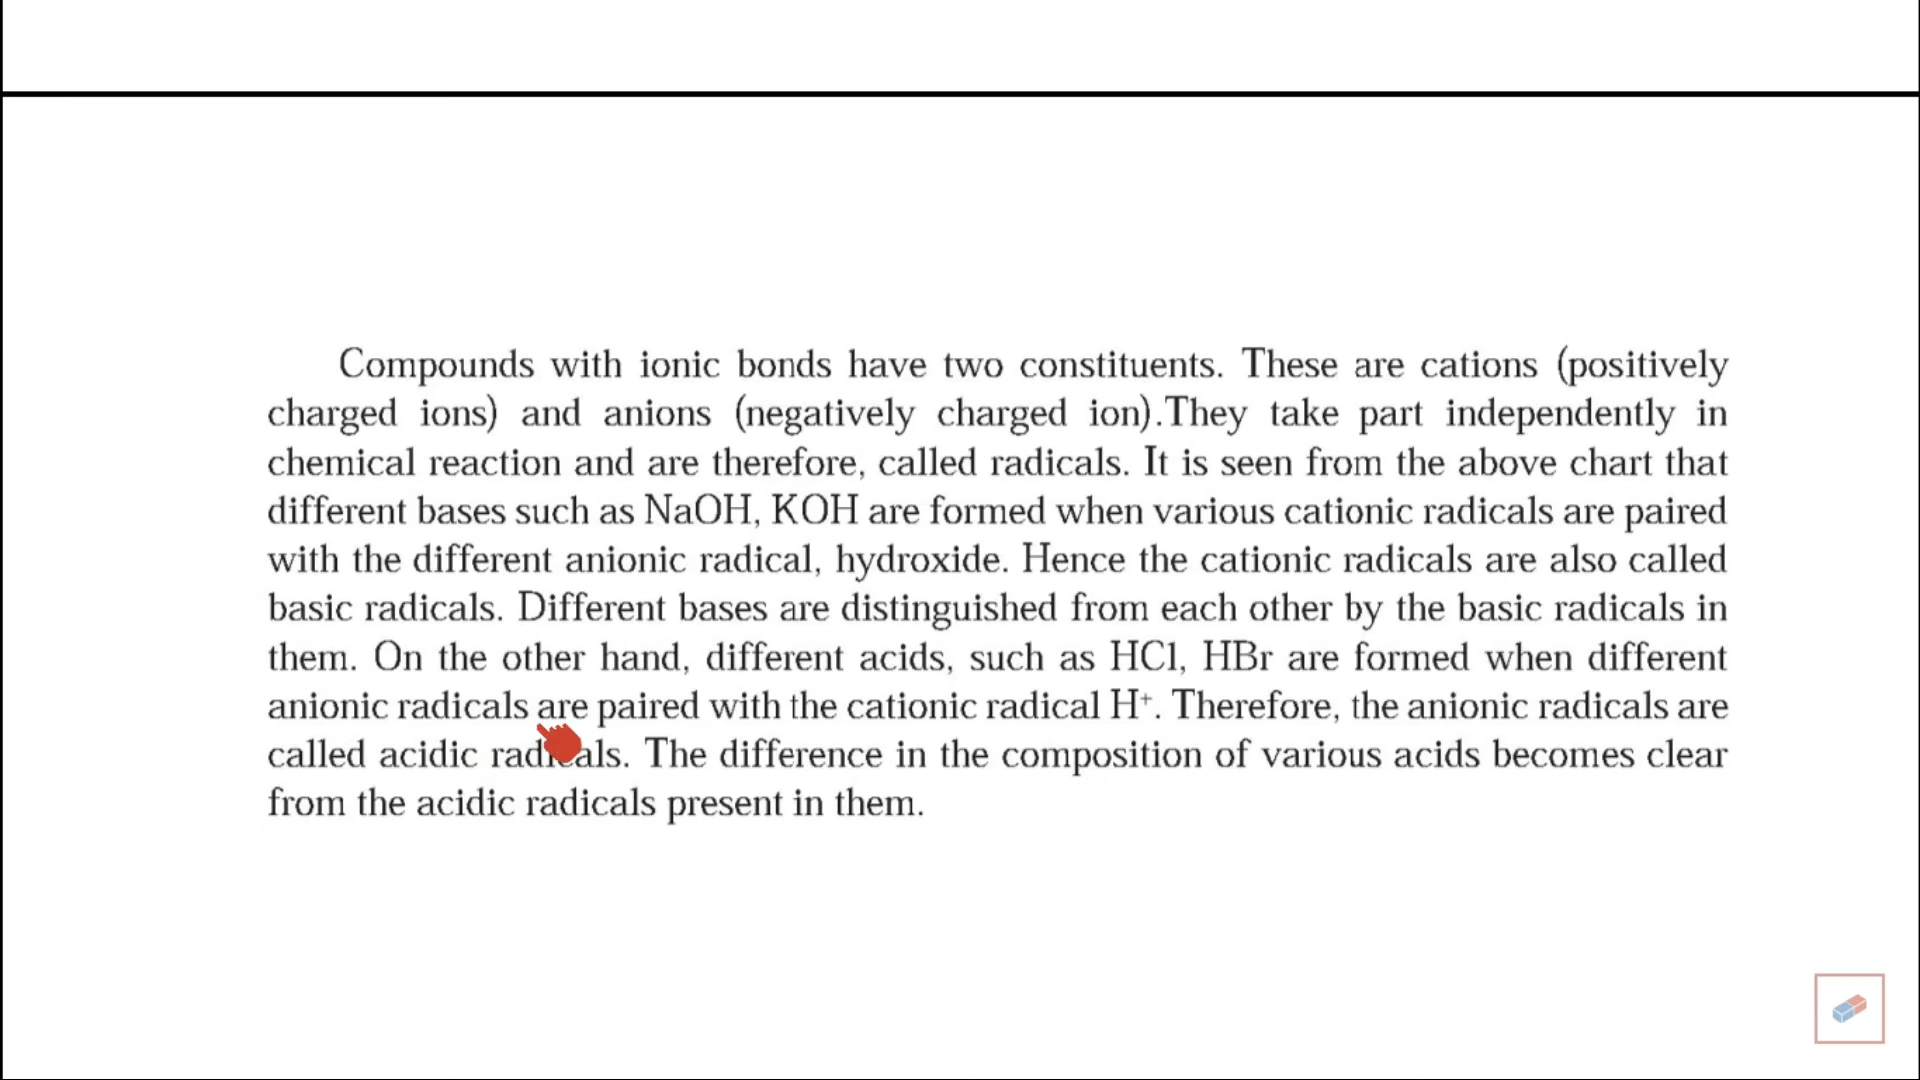 Compounds with ionic bonds have two constituents. These are cations (positively
charged ions) and anions (negatively charged ion).They take part independently in
chemical reaction and are therefore, called radicals. It is seen from the above chart that
different bases such as NaOH, KOH are formed when various cationic radicals are paired
with the different anionic radical, hydroxide. Hence the cationic radicals are also called
basic radicals. Different bases are distinguished from each other by the basic radicals in
them. On the other hand, different acids, such as HCl, HBr are formed when different
anionic radicals are paired with the cationic radical H⁺. Therefore, the anionic radicals are
called acidic radicals. The difference in the composition of various acids becomes clear
from the acidic radicals present in them.